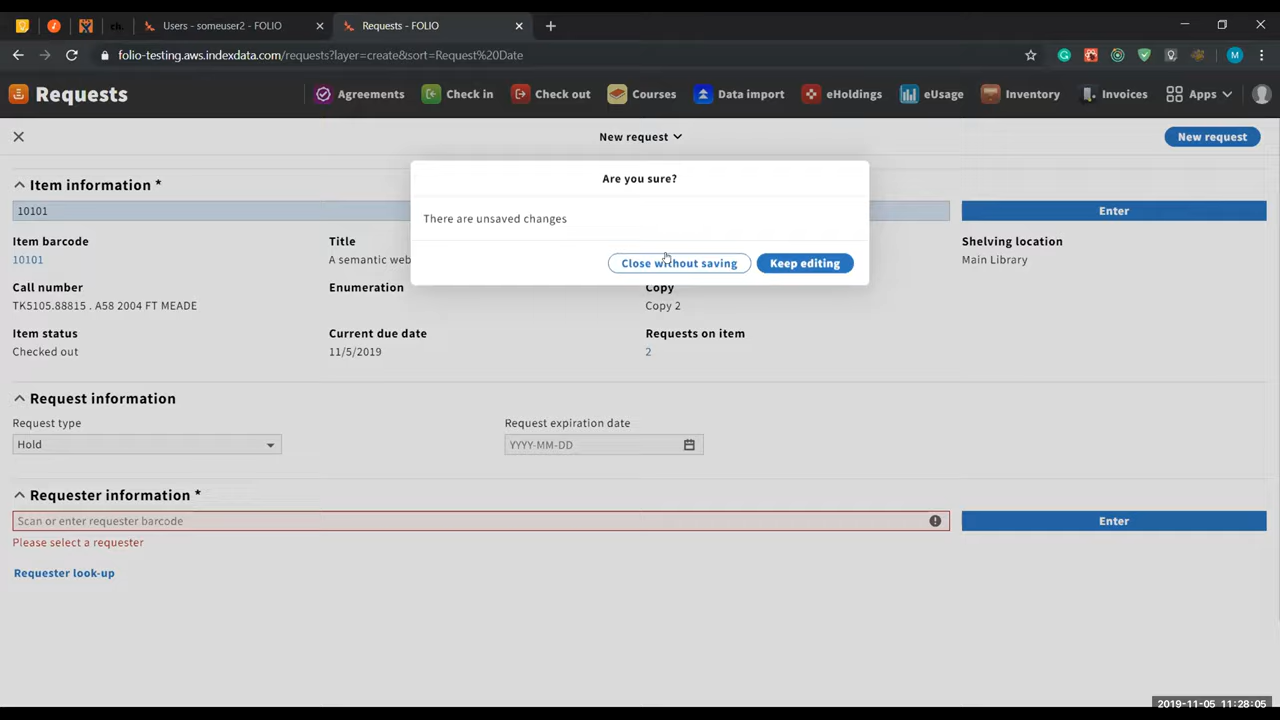 ch.
Users - someuser2 - FOLIO
Requests - FOLIO
folio-testing.aws.indexdata.com/requests?layer=create&sort=Request%20Date
M
Requests
Agreements
Check in
Check out
Courses
Data import
eHoldings
eUsage
Inventory
Invoices
Apps
New request
New request
Are you sure?
There are unsaved changes
Close without saving
Keep editing
Item information *
10101
Enter
Item barcode
Title
Shelving location
10101
A semantic web
Main Library
Call number
Enumeration
Copy
TK5105.88815 . A58 2004 FT MEADE
Copy 2
Item status
Current due date
Requests on item
Checked out
11/5/2019
2
Request information
Request type
Request expiration date
Hold
YYYY-MM-DD
Requester information *
Scan or enter requester barcode
Enter
Please select a requester
Requester look-up
2019-11-05 11:28:05